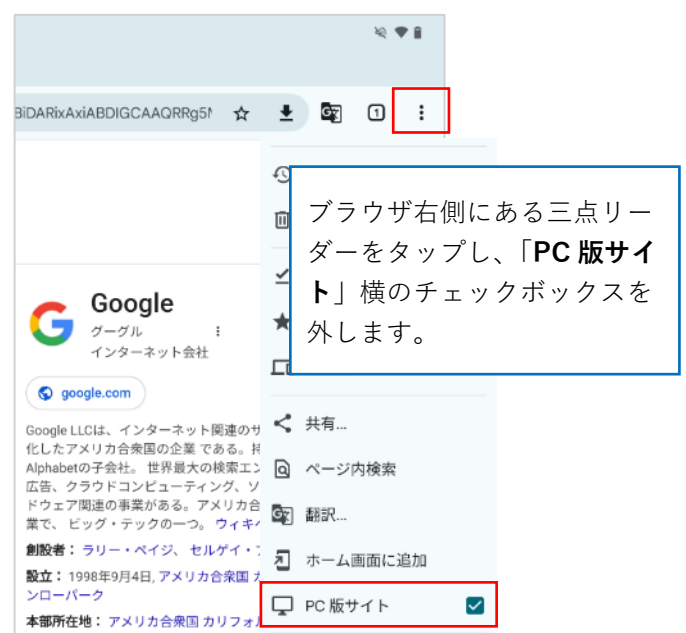 BiDARixAxiABDIGCAAQRRg5
1
ブラウザ右側にある三点リー
ダーをタップし、「PC 版サイ
ト」横のチェックボックスを
外します。
Google
グーグル
インターネット会社
google.com
Google LLCは、インターネット関連のサ
化したアメリカ合衆国の企業 である。持
Alphabetの子会社。 世界最大の検索エン
広告、クラウドコンピューティング、ソ
ドウェア関連の事業がある。アメリカ合
業で、 ビッグ・テックの一つ。 ウィキ
創設者： ラリー・ペイジ、 セルゲイ・
設立： 1998年9月4日, アメリカ合衆国
ンローパーク
本部所在地： アメリカ合衆国 カリフォ
共有...
ページ内検索
翻訳...
ホーム画面に追加
PC 版サイト